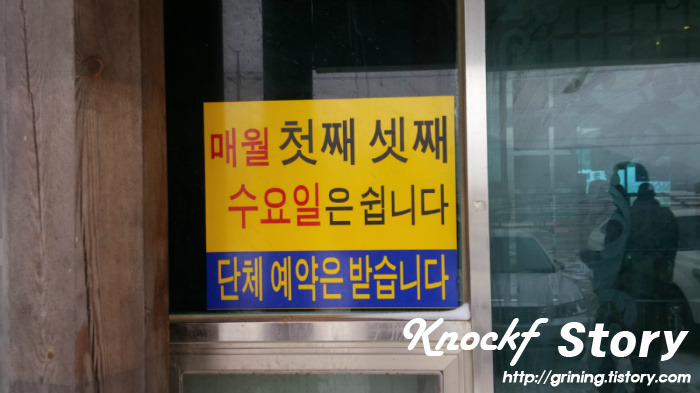 매월 첫째 셋째
수요일은 쉽니다
단체 예약은 받습니다
Knockf Story
http://grining.tistory.com